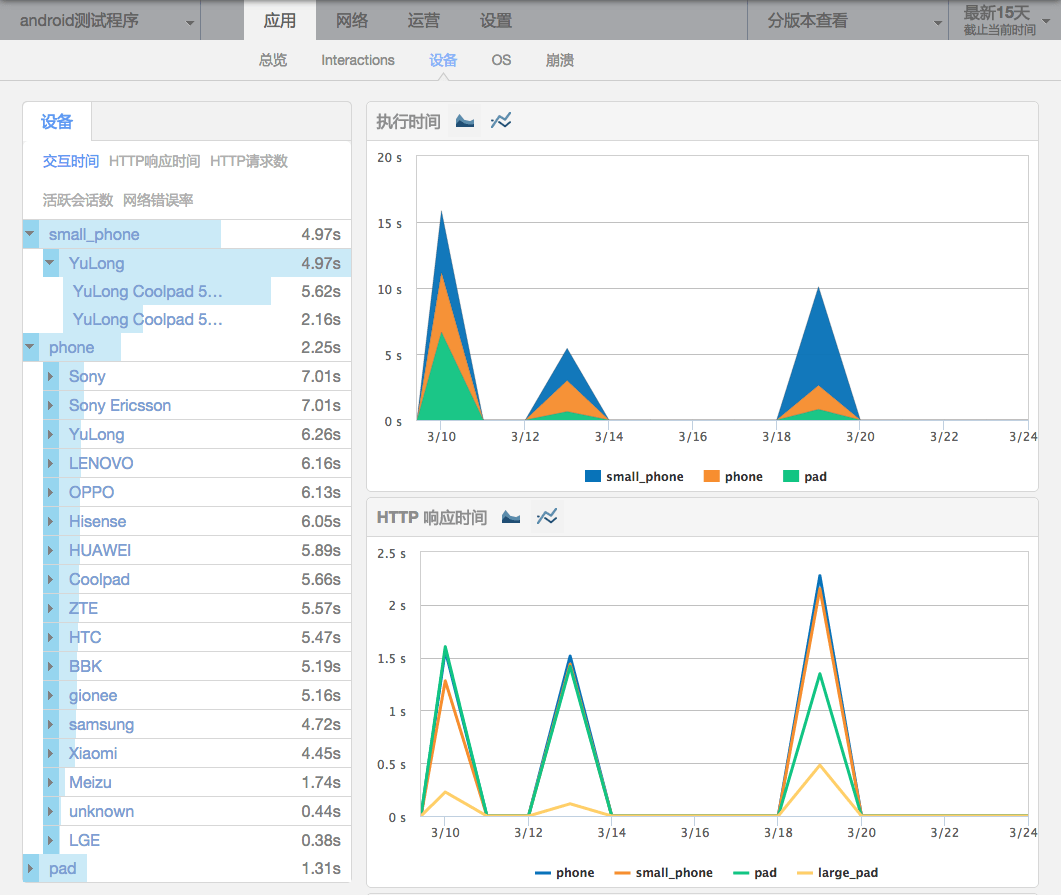 android测试程序 应用 网络 运营 设置 分版本查看 最新15天
截止当前时间
总览 Interactions 设备 OS 崩溃
设备
交互时间 HTTP响应时间 HTTP请求数
活跃会话数 网络错误率
small_phone 4.97s
YuLong 4.97s
YuLong Coolpad 5... 5.62s
YuLong Coolpad 5... 2.16s
phone 2.25s
Sony 7.01s
Sony Ericsson 7.01s
YuLong 6.26s
LENOVO 6.16s
OPPO 6.13s
Hisense 6.05s
HUAWEI 5.89s
Coolpad 5.66s
ZTE 5.57s
HTC 5.47s
BBK 5.19s
gionee 5.16s
samsung 4.72s
Xiaomi 4.45s
Meizu 1.74s
unknown 0.44s
LGE 0.38s
pad 1.31s
执行时间
20 s
15 s
10 s
5 s
0 s
3/10 3/12 3/14 3/16 3/18 3/20 3/22 3/24
small_phone phone pad
HTTP 响应时间
2.5 s
2 s
1.5 s
1 s
0.5 s
0 s
3/10 3/12 3/14 3/16 3/18 3/20 3/22 3/24
phone small_phone pad large_pad